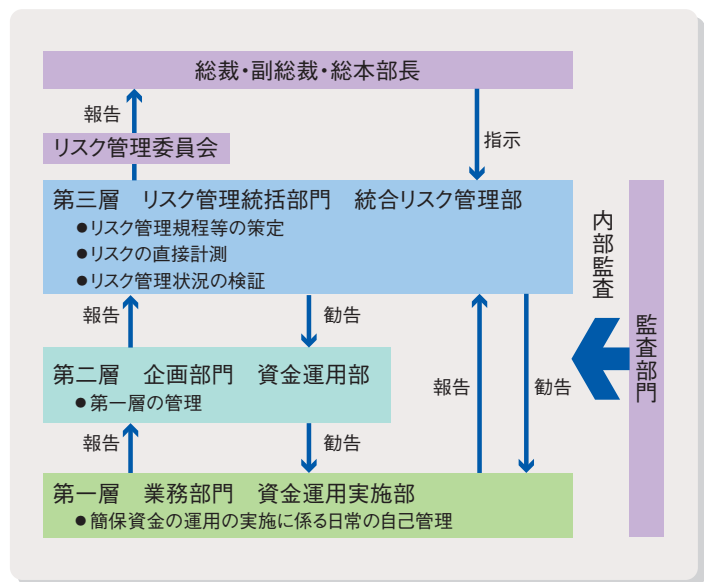 総裁・副総裁・総本部長
報告
指示
リスク管理委員会
第三層　リスク管理統括部門　統合リスク管理部
●リスク管理規程等の策定
●リスクの直接計測
●リスク管理状況の検証
内部監査
監査部門
報告
勧告
第二層　企画部門　資金運用部
●第一層の管理
報告
勧告
報告
勧告
第一層　業務部門　資金運用実施部
●簡保資金の運用の実施に係る日常の自己管理